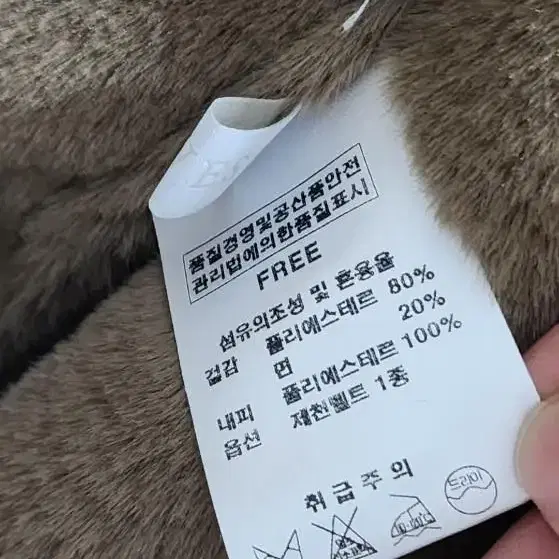 품질경영및공산품안전
관리법에의한품질표시
FREE
섬유의조성 및 혼용율
겉감 폴리에스테르 80%
면 20%
내피 폴리에스테르 100%
옵션 제천벨트 1종
취급주의
드라이